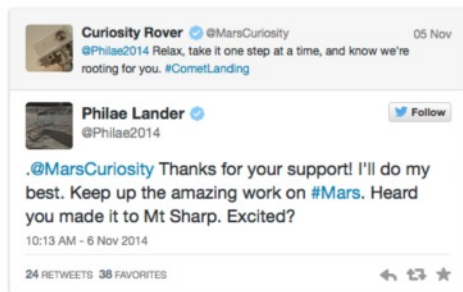 Curiosity Rover @MarsCuriosity 05 Nov
@Philae2014 Relax, take it one step at a time, and know we're
rooting for you. #CometLanding
Philae Lander
@Philae2014
Follow
.@MarsCuriosity Thanks for your support! I'll do my
best. Keep up the amazing work on #Mars. Heard
you made it to Mt Sharp. Excited?
10:13 AM - 6 Nov 2014
24 RETWEETS 38 FAVORITES